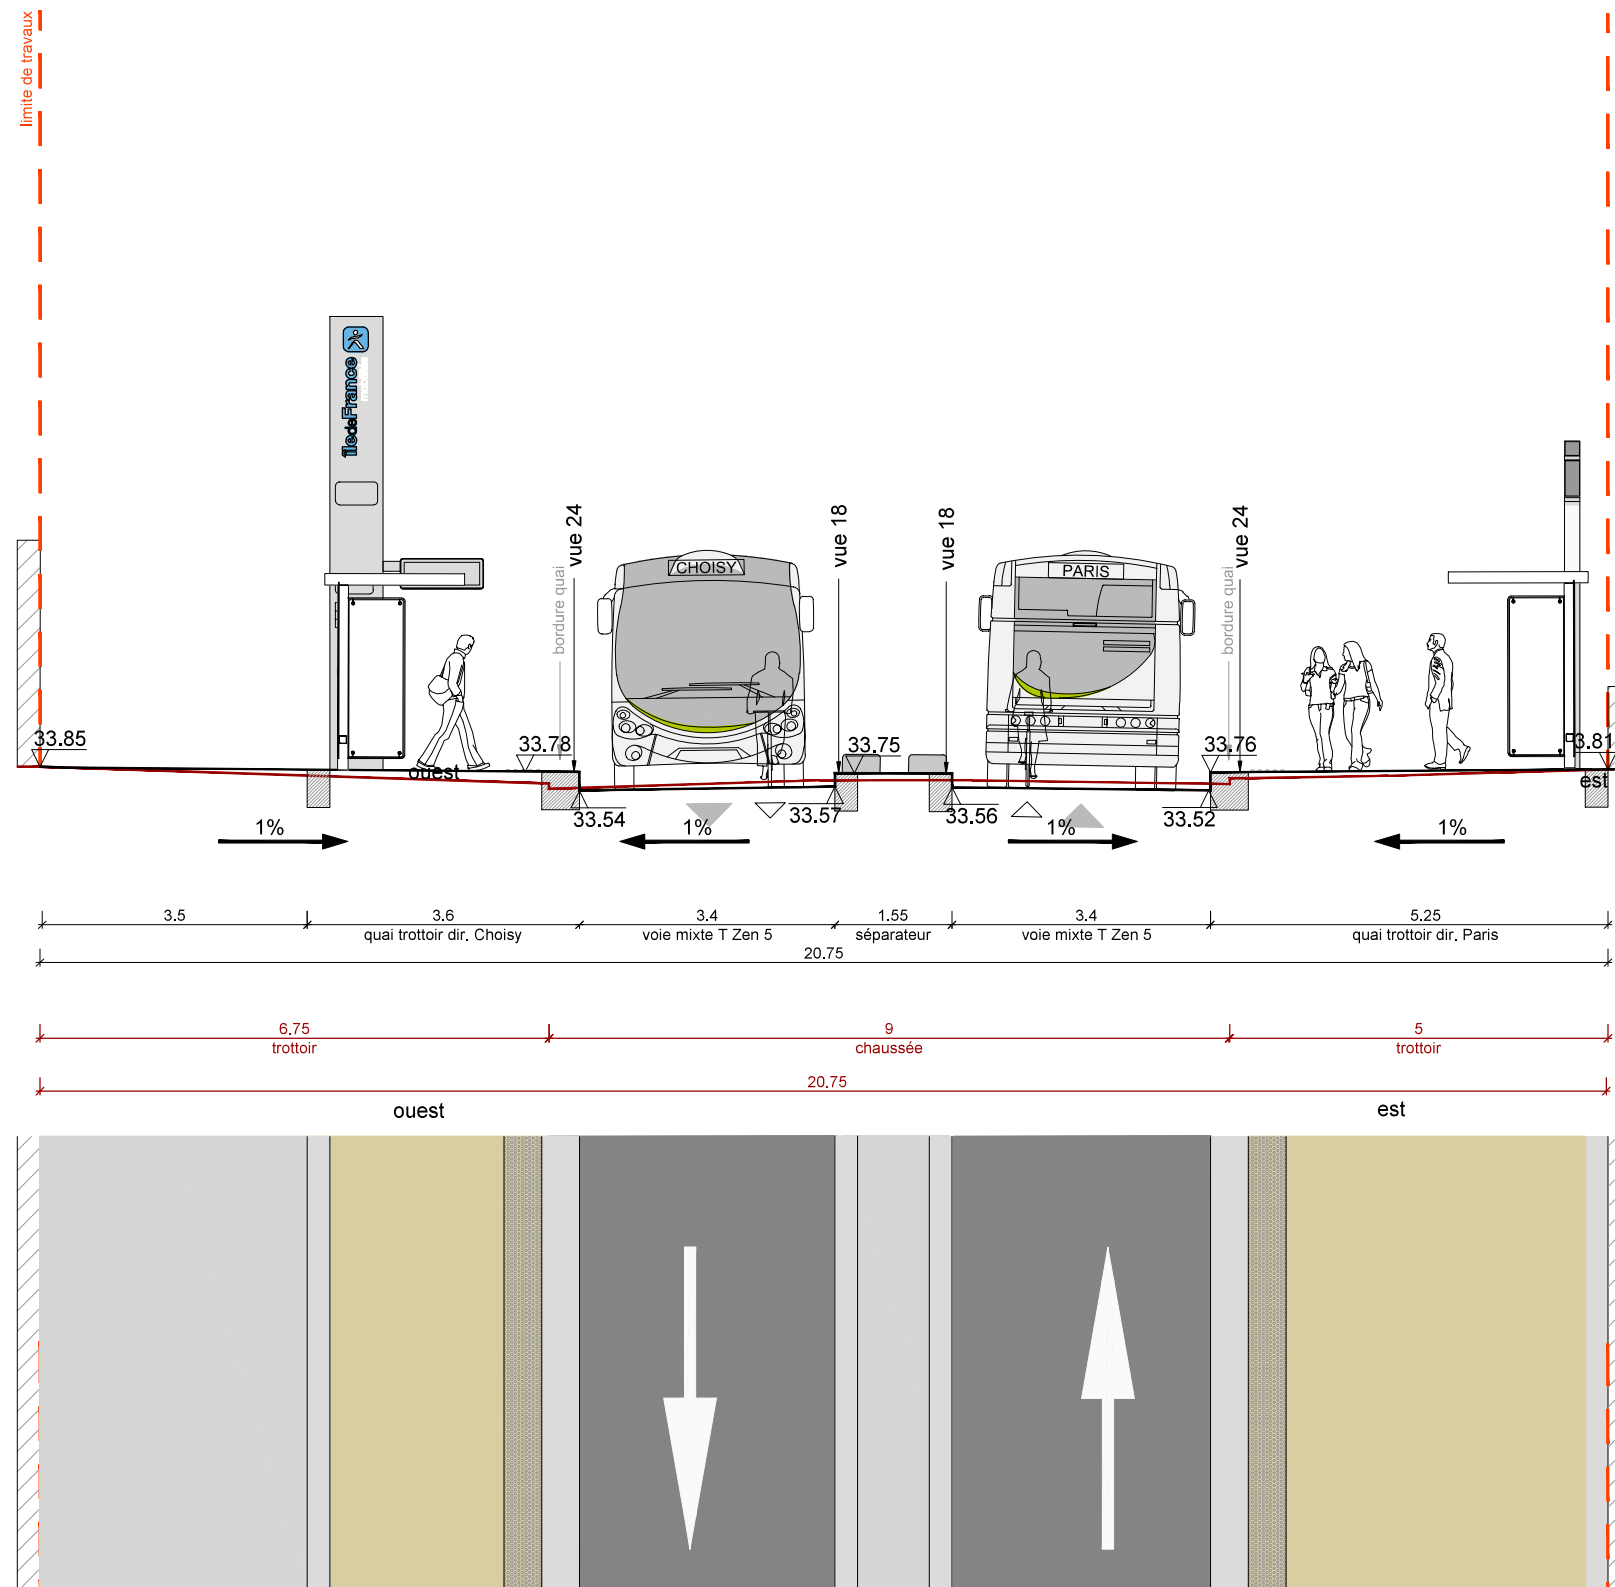 limite de travaux
îledeFrance
vue 24
bordure quai
CHOISY
vue 18
vue 18
PARIS
vue 24
bordure quai
33.85
ouest
33.78
33.75
33.76
3.81
est
33.54
33.57
33.56
33.52
1%
1%
1%
1%
3.5
3.6
3.4
1.55
3.4
5.25
quai trottoir dir. Choisy
voie mixte T Zen 5
séparateur
voie mixte T Zen 5
quai trottoir dir. Paris
20.75
6.75
9
5
trottoir
chaussée
trottoir
20.75
ouest
est